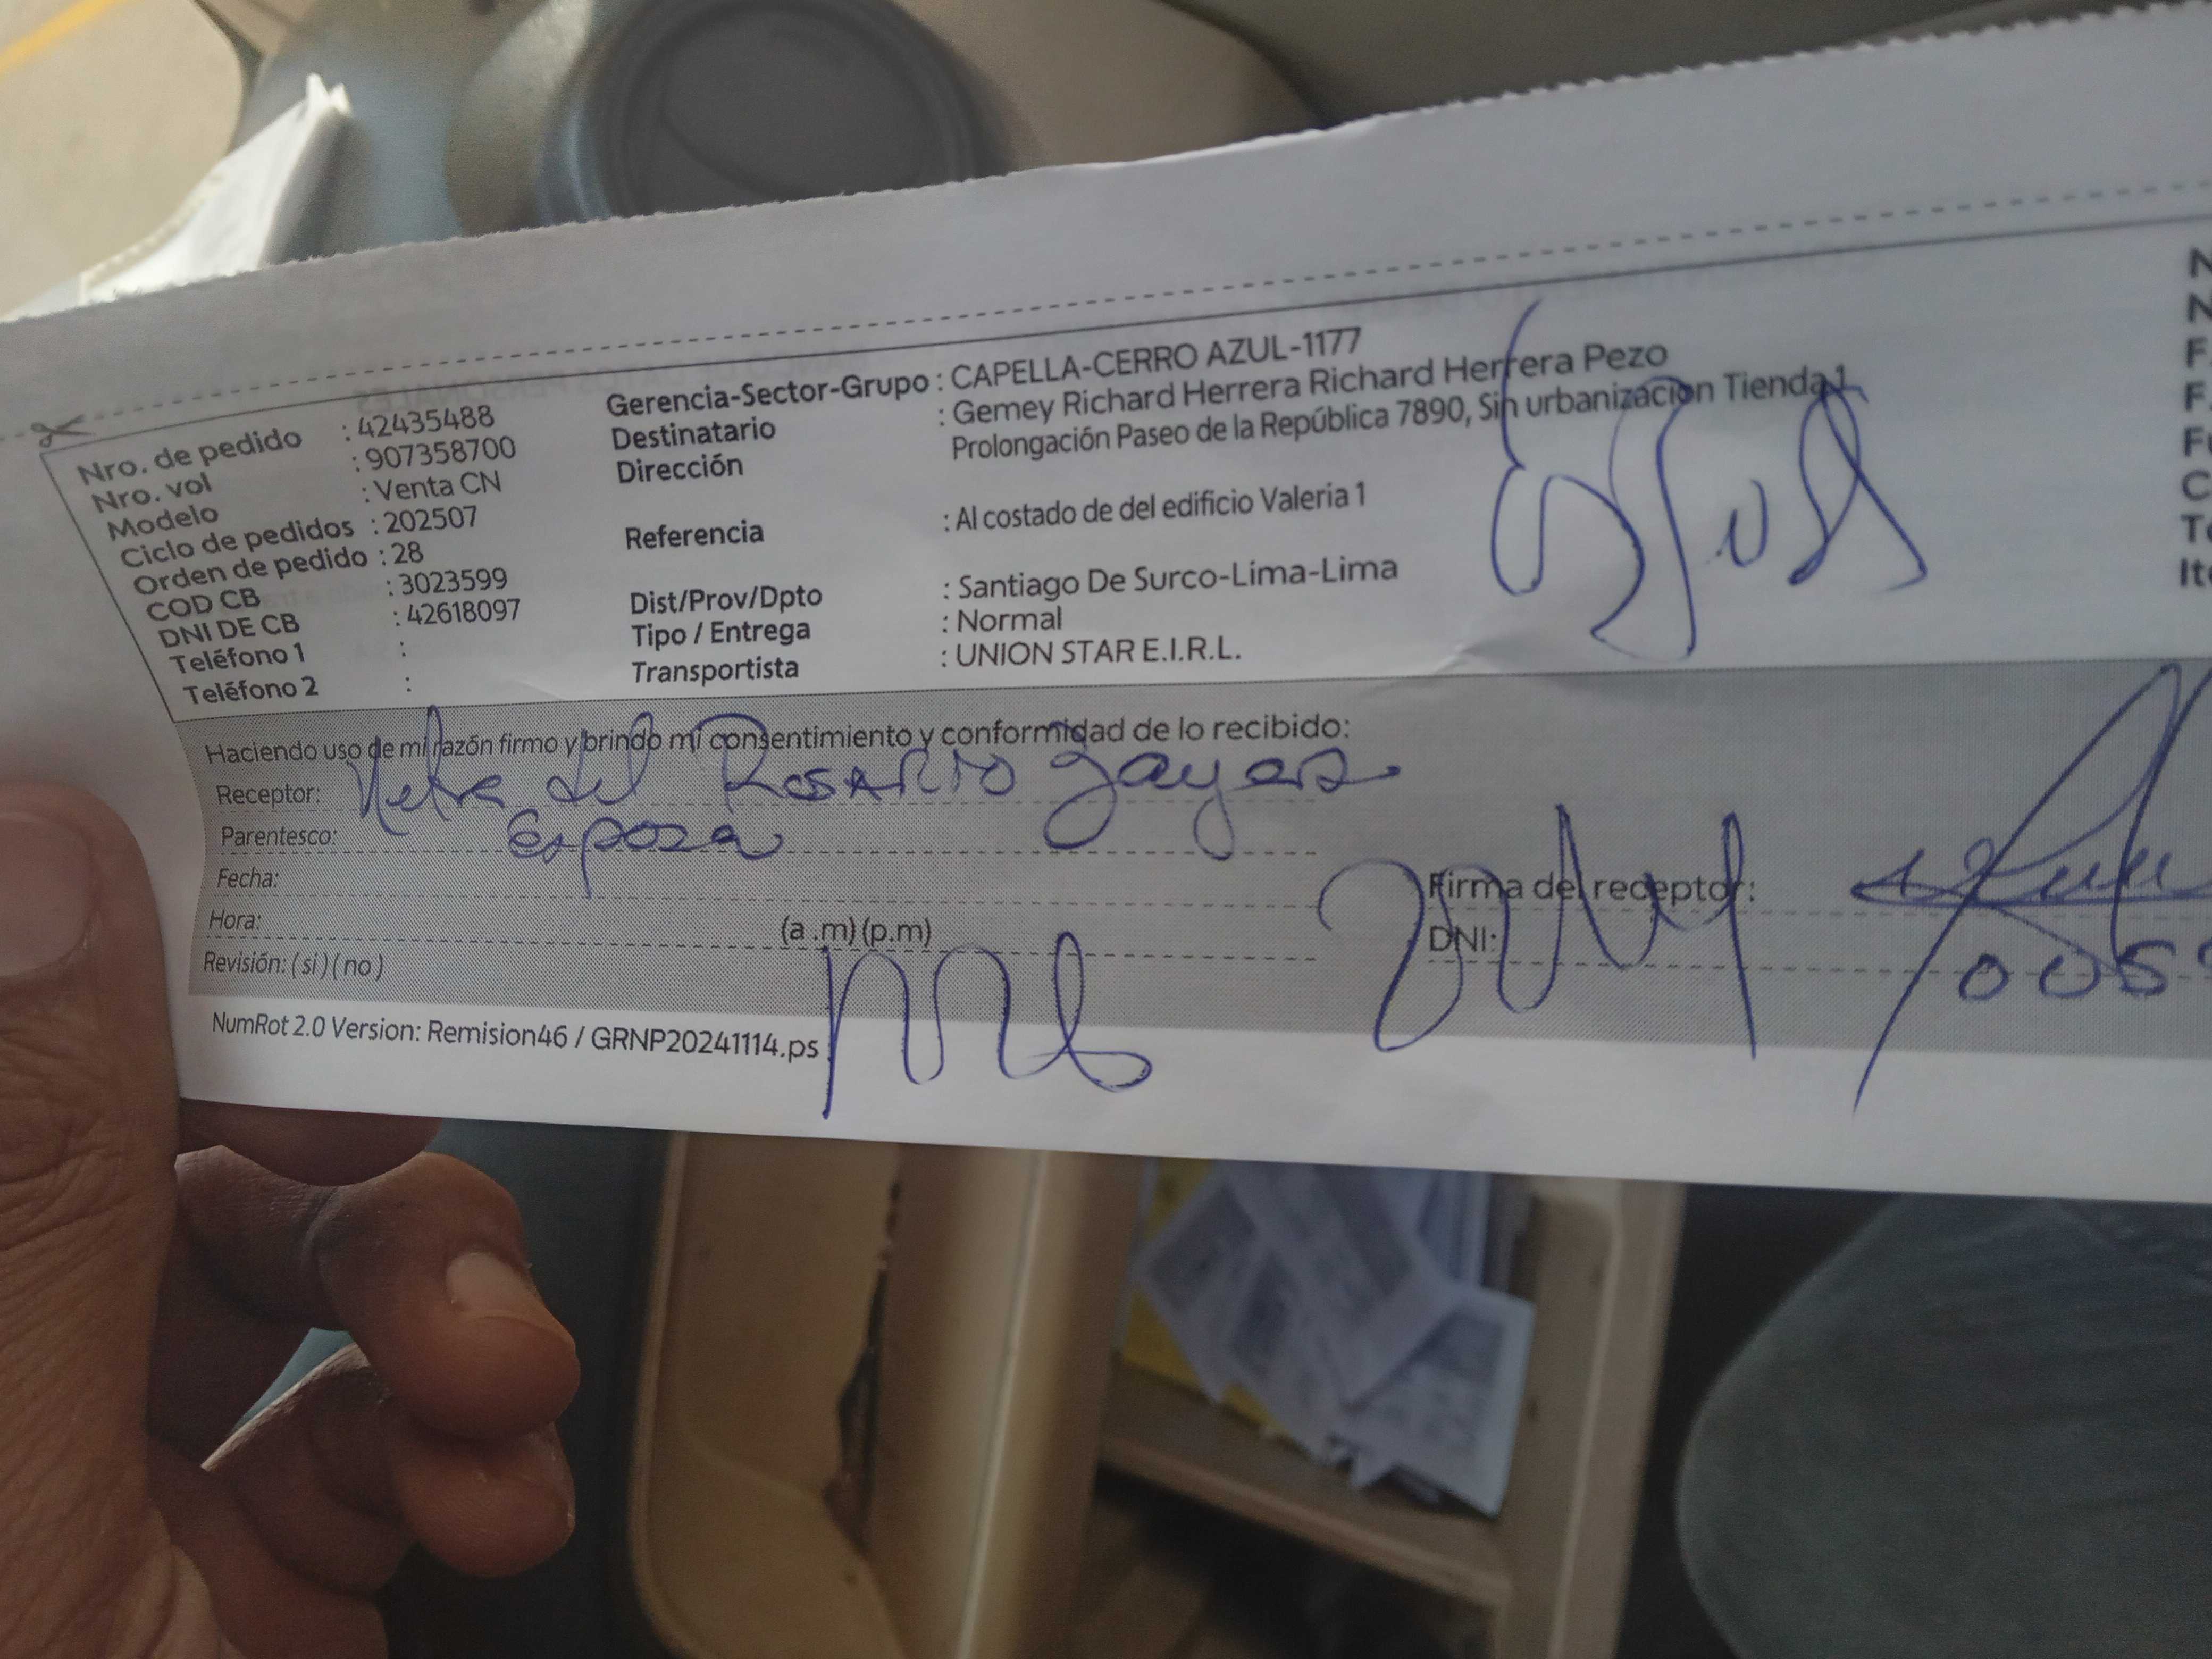 Nro. de pedido : 42435488
Nro. vol : 907358700
Modelo : Venta CN
Ciclo de pedidos : 202507
Orden de pedido : 28
COD CB : 3023599
DNI DE CB : 42618097
Teléfono 1 :
Teléfono 2 :
Gerencia-Sector-Grupo : CAPELLA-CERRO AZUL-1177
Destinatario : Gemey Richard Herrera Richard Herrera Pezo
Dirección Prolongación Paseo de la República 7890, Sin urbanizacion Tienda 1
Referencia : Al costado de del edificio Valeria 1
Dist/Prov/Dpto : Santiago De Surco-Lima-Lima
Tipo / Entrega : Normal
Transportista : UNION STAR E.I.R.L.
Haciendo uso de mi razón firmo y brindo mi consentimiento y conformidad de lo recibido:
Receptor: del ROSARIO
Parentesco: Esposa
Fecha:
Hora: (a .m) (p.m)
Revisión: ( si ) ( no )
Firma del receptor:
DNI: 005
NumRot 2.0 Version: Remision46 / GRNP20241114.ps